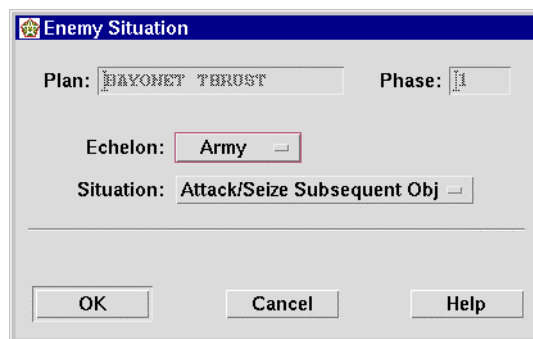 Enemy Situation
Plan: BAYONET THRUST Phase: 1
Echelon: Army
Situation: Attack/Seize Subsequent Obj
OK Cancel Help